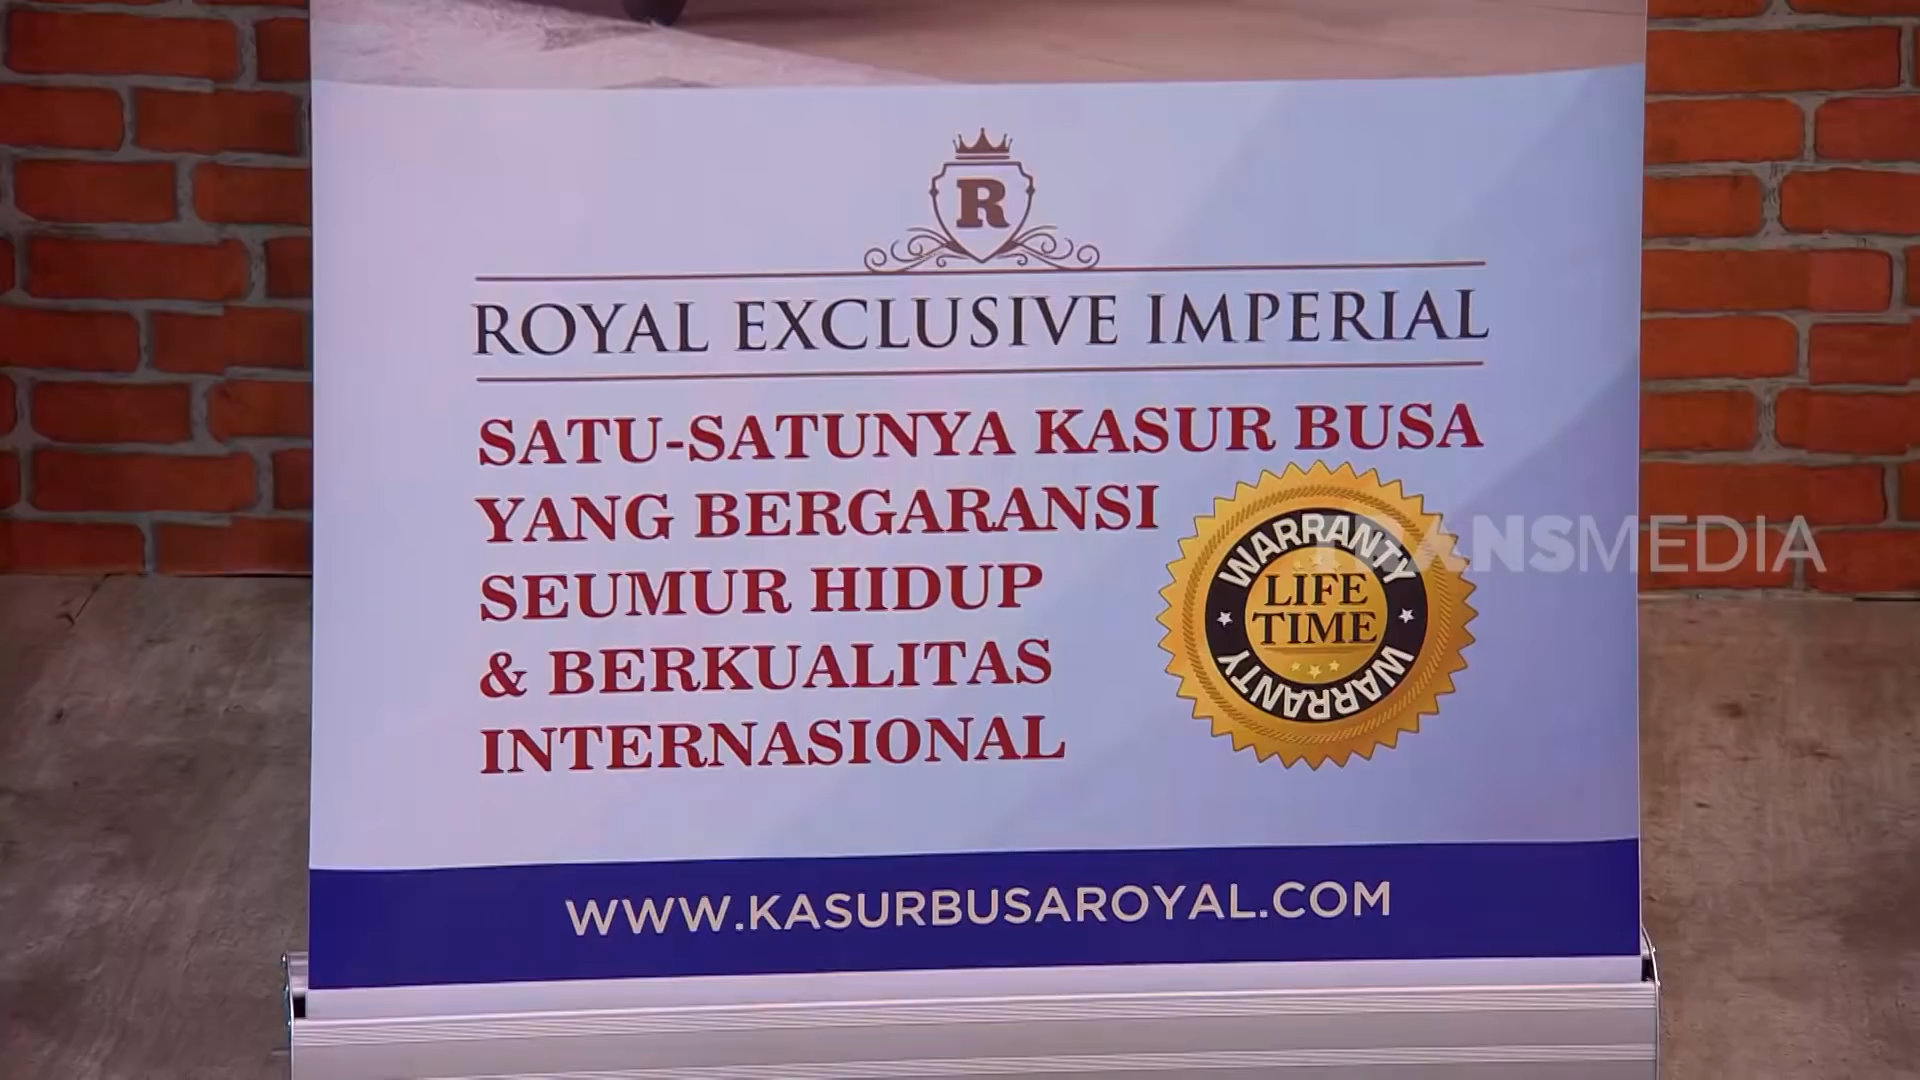 R
ROYAL EXCLUSIVE IMPERIAL
SATU-SATUNYA KASUR BUSA
YANG BERGARANSI
SEUMUR HIDUP
& BERKUALITAS
INTERNASIONAL
WARRANTY
LIFE
TIME
WARRANTY
TRANSMEDIA
WWW.KASURBUSAROYAL.COM